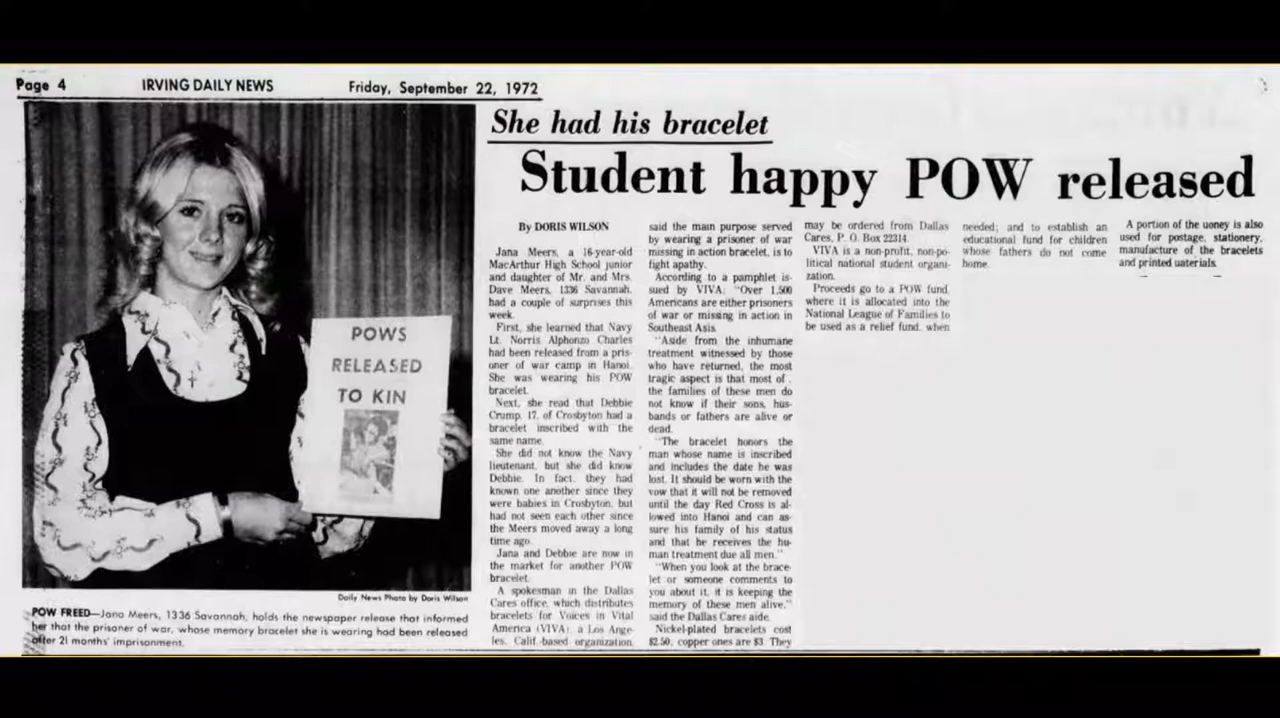 Page 4
IRVING DAILY NEWS
Friday, September 22, 1972
She had his bracelet
Student happy POW released
POWS
RELEASED
TO KIN
Daily News Photo by Doris Wilson
POW FREED—Jana Meers, 1336 Savannah, holds the newspaper release that informed
her that the prisoner of war, whose memory bracelet she is wearing had been released
after 21 months' imprisonment.
By DORIS WILSON
Jana Meers, a 16-year-old
MacArthur High School junior
and daughter of Mr. and Mrs.
Dave Meers, 1336 Savannah,
had a couple of surprises this
week.
First, she learned that Navy
Lt. Norris Alphonzo Charles
had been released from a pris-
oner of war camp in Hanoi.
She was wearing his POW
bracelet.
Next, she read that Debbie
Crump, 17, of Crosbyton had a
bracelet inscribed with the
same name.
She did not know the Navy
lieutenant, but she did know
Debbie. In fact, they had
known one another since they
were babies in Crosbyton, but
had not seen each other since
the Meers moved away a long
time ago.
Jana and Debbie are now in
the market for another POW
bracelet.
A spokesman in the Dallas
Cares office, which distributes
bracelets for Voices in Vital
America (VIVA), a Los Ange-
les, Calif.-based organization,
said the main purpose served
by wearing a prisoner of war
missing in action bracelet, is to
fight apathy.
According to a pamphlet is-
sued by VIVA: "Over 1,500
Americans are either prisoners
of war or missing in action in
Southeast Asis.
"Aside from the inhumane
treatment witnessed by those
who have returned, the most
tragic aspect is that most of
the families of these men do
not know if their sons, hus-
bands or fathers are alive or
dead.
"The bracelet honors the
man whose name is inscribed
and includes the date he was
lost. It should be worn with the
vow that it will not be removed
until the day Red Cross is al-
lowed into Hanoi and can as-
sure his family of his status
and that he receives the hu-
man treatment due all men."
"When you look at the brace-
let or someone comments to
you about it, it is keeping the
memory of these men alive,"
said the Dallas Cares aide.
Nickel-plated bracelets cost
$2.50, copper ones are $3. They
may be ordered from Dallas
Cares, P. O. Box 22314.
VIVA is a non-profit, non-po-
litical national student organi-
zation.
Proceeds go to a POW fund,
where it is allocated into the
National League of Families to
be used as a relief fund, when
needed; and to establish an
educational fund for children
whose fathers do not come
home.
A portion of the uoney is also
used for postage, stationery,
manufacture of the bracelets
and printed uaterials.